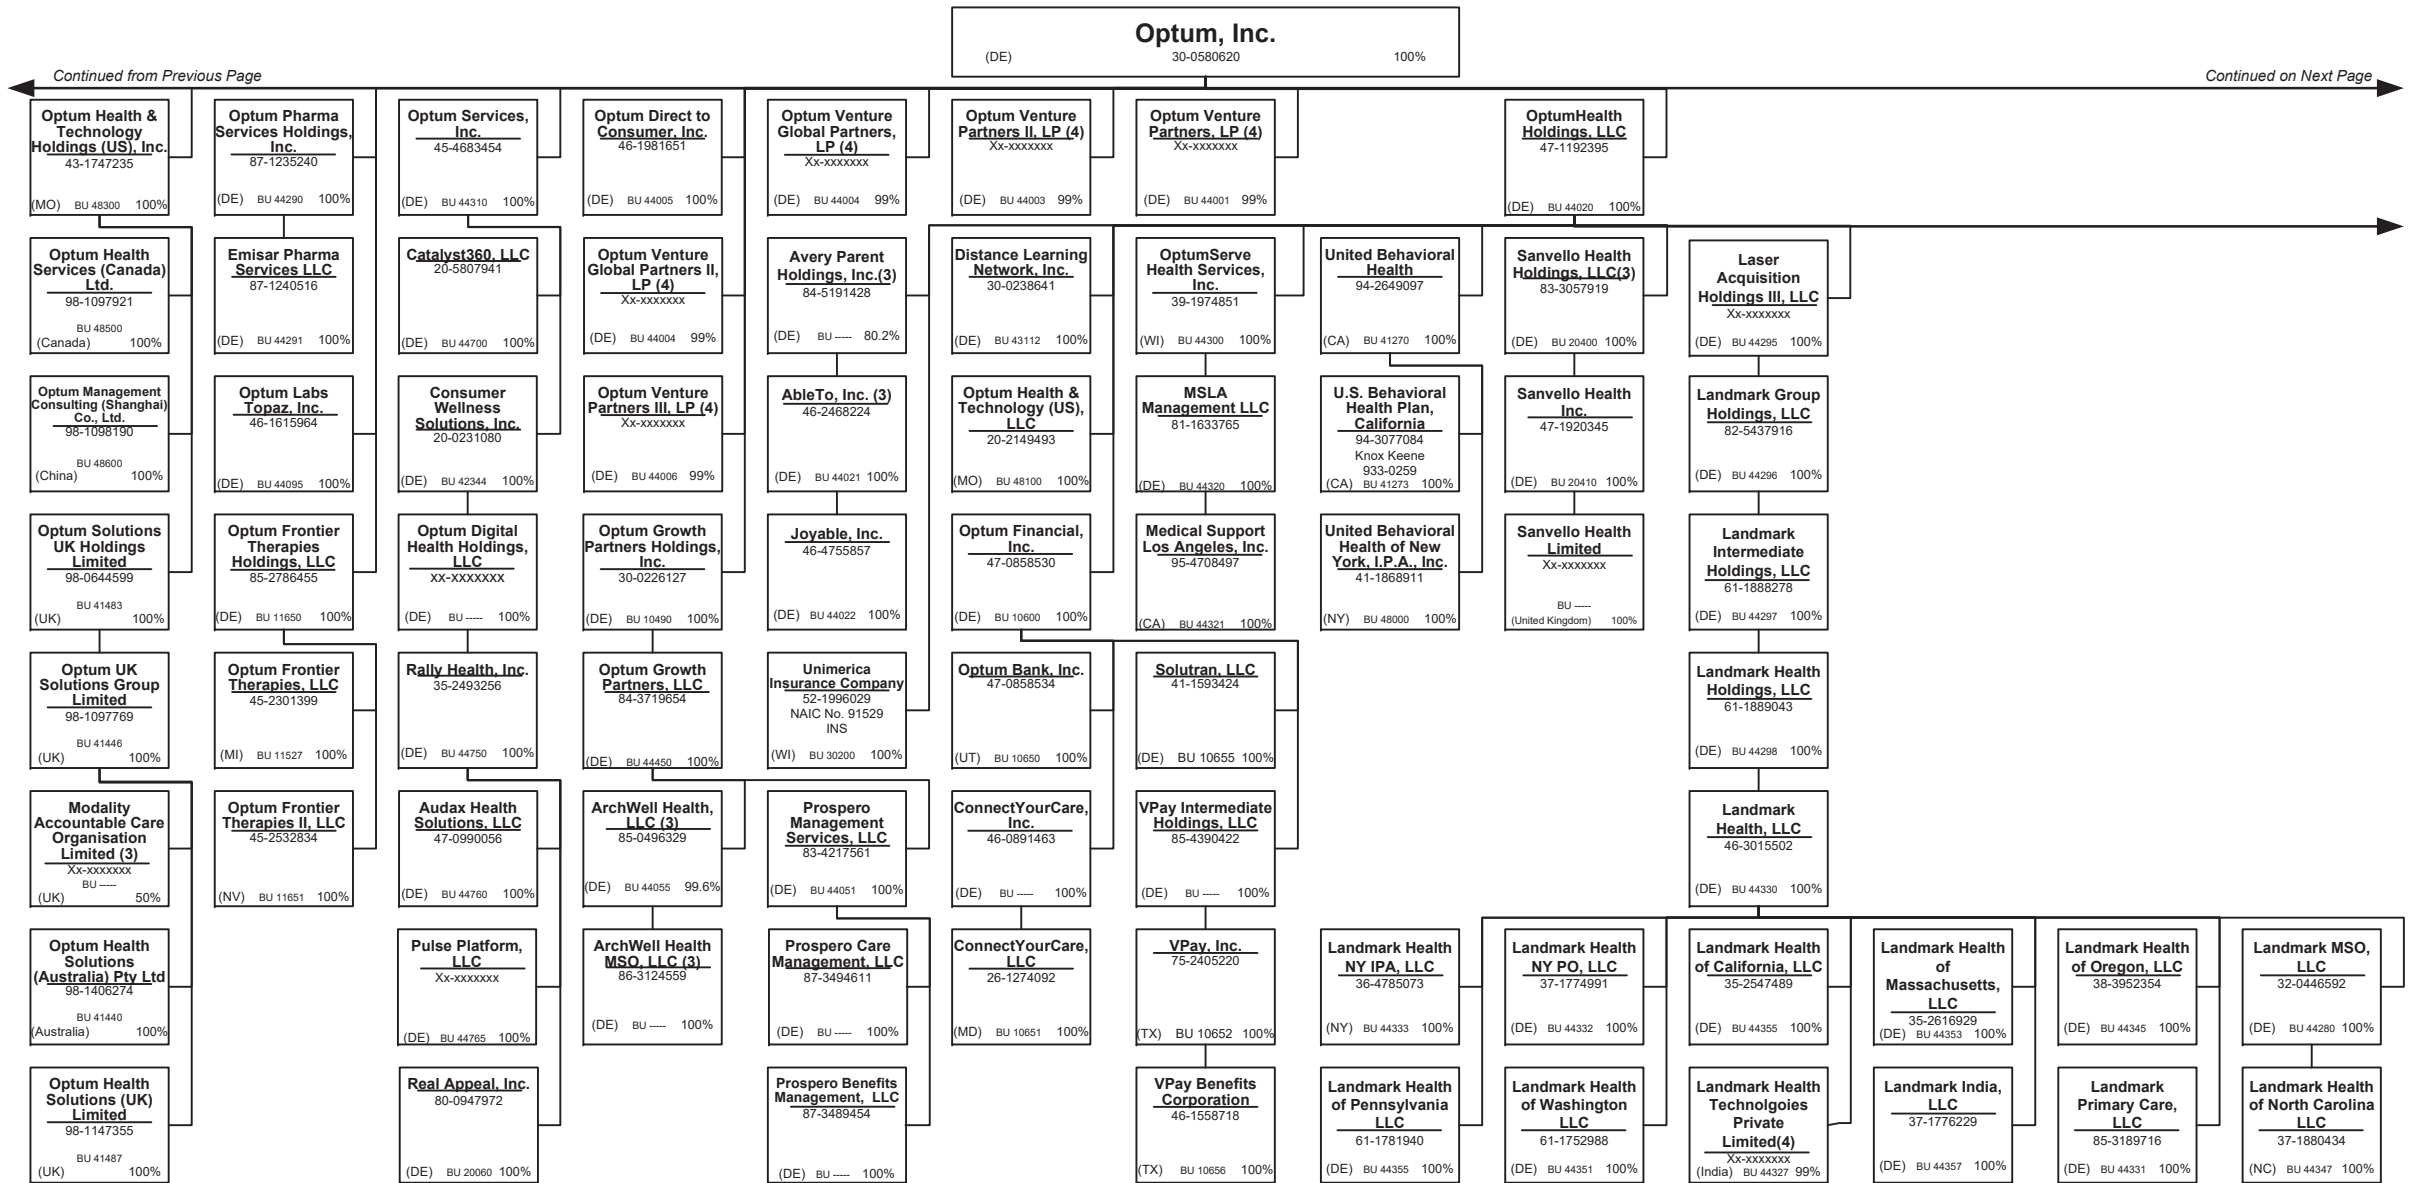 Optum, Inc.
(DE) 30-0580620 100%
Continued from Previous Page
Continued on Next Page
Optum Health &
Technology
Holdings (US), Inc.
43-1747235
(MO) BU 48300 100%
Optum Pharma
Services Holdings,
Inc.
87-1235240
(DE) BU 44290 100%
Optum Services,
Inc.
45-4683454
(DE) BU 44310 100%
Optum Direct to
Consumer, Inc.
46-1981651
(DE) BU 44005 100%
Optum Venture
Global Partners,
LP (4)
Xx-xxxxxxx
(DE) BU 44004 99%
Optum Venture
Partners II, LP (4)
Xx-xxxxxxx
(DE) BU 44003 99%
Optum Venture
Partners, LP (4)
Xx-xxxxxxx
(DE) BU 44001 99%
OptumHealth
Holdings, LLC
47-1192395
(DE) BU 44020 100%
Optum Health
Services (Canada)
Ltd.
98-1097921
BU 48500
(Canada) 100%
Emisar Pharma
Services LLC
87-1240516
(DE) BU 44291 100%
Catalyst360, LLC
20-5807941
(DE) BU 44700 100%
Optum Venture
Global Partners II,
LP (4)
Xx-xxxxxxx
(DE) BU 44004 99%
Avery Parent
Holdings, Inc.(3)
84-5191428
(DE) BU ----- 80.2%
Distance Learning
Network, Inc.
30-0238641
(DE) BU 43112 100%
OptumServe
Health Services,
Inc.
39-1974851
(WI) BU 44300 100%
United Behavioral
Health
94-2649097
(CA) BU 41270 100%
Sanvello Health
Holdings, LLC(3)
83-3057919
(DE) BU 20400 100%
Laser
Acquisition
Holdings III, LLC
Xx-xxxxxxx
(DE) BU 44295 100%
Optum Management
Consulting (Shanghai)
Co., Ltd.
98-1098190
BU 48600
(China) 100%
Optum Labs
Topaz, Inc.
46-1615964
(DE) BU 44095 100%
Consumer
Wellness
Solutions, Inc.
20-0231080
(DE) BU 42344 100%
Optum Venture
Partners III, LP (4)
Xx-xxxxxxx
(DE) BU 44006 99%
AbleTo, Inc. (3)
46-2468224
(DE) BU 44021 100%
Optum Health &
Technology (US),
LLC
20-2149493
(MO) BU 48100 100%
MSLA
Management LLC
81-1633765
(DE) BU 44320 100%
U.S. Behavioral
Health Plan,
California
94-3077084
Knox Keene
933-0259
(CA) BU 41273 100%
Sanvello Health
Inc.
47-1920345
(DE) BU 20410 100%
Landmark Group
Holdings, LLC
82-5437916
(DE) BU 44296 100%
Optum Solutions
UK Holdings
Limited
98-0644599
BU 41483
(UK) 100%
Optum Frontier
Therapies
Holdings, LLC
85-2786455
(DE) BU 11650 100%
Optum Digital
Health Holdings,
LLC
xx-xxxxxxx
(DE) BU ----- 100%
Optum Growth
Partners Holdings,
Inc.
30-0226127
(DE) BU 10490 100%
Joyable, Inc.
46-4755857
(DE) BU 44022 100%
Optum Financial,
Inc.
47-0858530
(DE) BU 10600 100%
Medical Support
Los Angeles, Inc.
95-4708497
(CA) BU 44321 100%
United Behavioral
Health of New
York, I.P.A., Inc.
41-1868911
(NY) BU 48000 100%
Sanvello Health
Limited
Xx-xxxxxxx
BU -----
(United Kingdom) 100%
Landmark
Intermediate
Holdings, LLC
61-1888278
(DE) BU 44297 100%
Optum UK
Solutions Group
Limited
98-1097769
BU 41446
(UK) 100%
Optum Frontier
Therapies, LLC
45-2301399
(MI) BU 11527 100%
Rally Health, Inc.
35-2493256
(DE) BU 44750 100%
Optum Growth
Partners, LLC
84-3719654
(DE) BU 44450 100%
Unimerica
Insurance Company
52-1996029
NAIC No. 91529
INS
(WI) BU 30200 100%
Optum Bank, Inc.
47-0858534
(UT) BU 10650 100%
Solutran, LLC
41-1593424
(DE) BU 10655 100%
Landmark Health
Holdings, LLC
61-1889043
(DE) BU 44298 100%
Modality
Accountable Care
Organisation
Limited (3)
Xx-xxxxxxx
BU -----
(UK) 50%
Optum Frontier
Therapies II, LLC
45-2532834
(NV) BU 11651 100%
Audax Health
Solutions, LLC
47-0990056
(DE) BU 44760 100%
ArchWell Health,
LLC (3)
85-0496329
(DE) BU 44055 99.6%
Prospero
Management
Services, LLC
83-4217561
(DE) BU 44051 100%
ConnectYourCare,
Inc.
46-0891463
(DE) BU ----- 100%
VPay Intermediate
Holdings, LLC
85-4390422
(DE) BU ----- 100%
Landmark
Health, LLC
46-3015502
(DE) BU 44330 100%
Optum Health
Solutions
(Australia) Pty Ltd
98-1406274
BU 41440
(Australia) 100%
Pulse Platform,
LLC
Xx-xxxxxxx
(DE) BU 44765 100%
ArchWell Health
MSO, LLC (3)
86-3124559
(DE) BU ----- 100%
Prospero Care
Management, LLC
87-3494611
(DE) BU ----- 100%
ConnectYourCare,
LLC
26-1274092
(MD) BU 10651 100%
VPay, Inc.
75-2405220
(TX) BU 10652 100%
Landmark Health
NY IPA, LLC
36-4785073
(NY) BU 44333 100%
Landmark Health
NY PO, LLC
37-1774991
(DE) BU 44332 100%
Landmark Health
of California, LLC
35-2547489
(DE) BU 44355 100%
Landmark Health
of
Massachusetts,
LLC
35-2616929
(DE) BU 44353 100%
Landmark Health
of Oregon, LLC
38-3952354
(DE) BU 44345 100%
Landmark MSO,
LLC
32-0446592
(DE) BU 44280 100%
Optum Health
Solutions (UK)
Limited
98-1147355
BU 41487
(UK) 100%
Real Appeal, Inc.
80-0947972
(DE) BU 20060 100%
Prospero Benefits
Management, LLC
87-3489454
(DE) BU ----- 100%
VPay Benefits
Corporation
46-1558718
(TX) BU 10656 100%
Landmark Health
of Pennsylvania
LLC
61-1781940
(DE) BU 44355 100%
Landmark Health
of Washington
LLC
61-1752988
(DE) BU 44351 100%
Landmark Health
Technolgoies
Private
Limited(4)
Xx-xxxxxxx
(India) BU 44327 99%
Landmark India,
LLC
37-1776229
(DE) BU 44357 100%
Landmark
Primary Care,
LLC
85-3189716
(DE) BU 44331 100%
Landmark Health
of North Carolina
LLC
37-1880434
(NC) BU 44347 100%